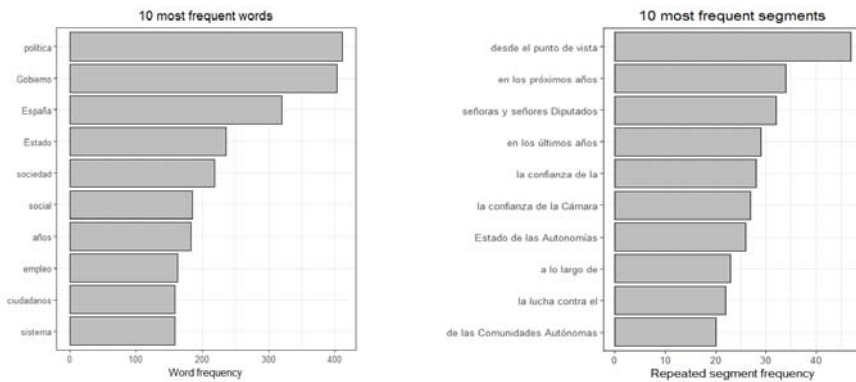 10 most frequent words
política
Gobierno
España
Estado
sociedad
social
años
empleo
ciudadanos
sistema
0 100 200 300 400
Word frequency
10 most frequent segments
desde el punto de vista
en los próximos años
señoras y señores Diputados
en los últimos años
la confianza de la
la confianza de la Cámara
Estado de las Autonomías
a lo largo de
la lucha contra el
de las Comunidades Autónomas
0 10 20 30 40
Repeated segment frequency